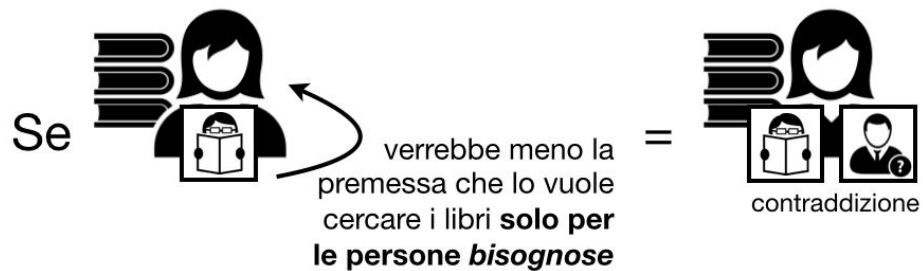 Se
verrebbe meno la
premessa che lo vuole
cercare i libri solo per
le persone bisognose
=
?
contraddizione